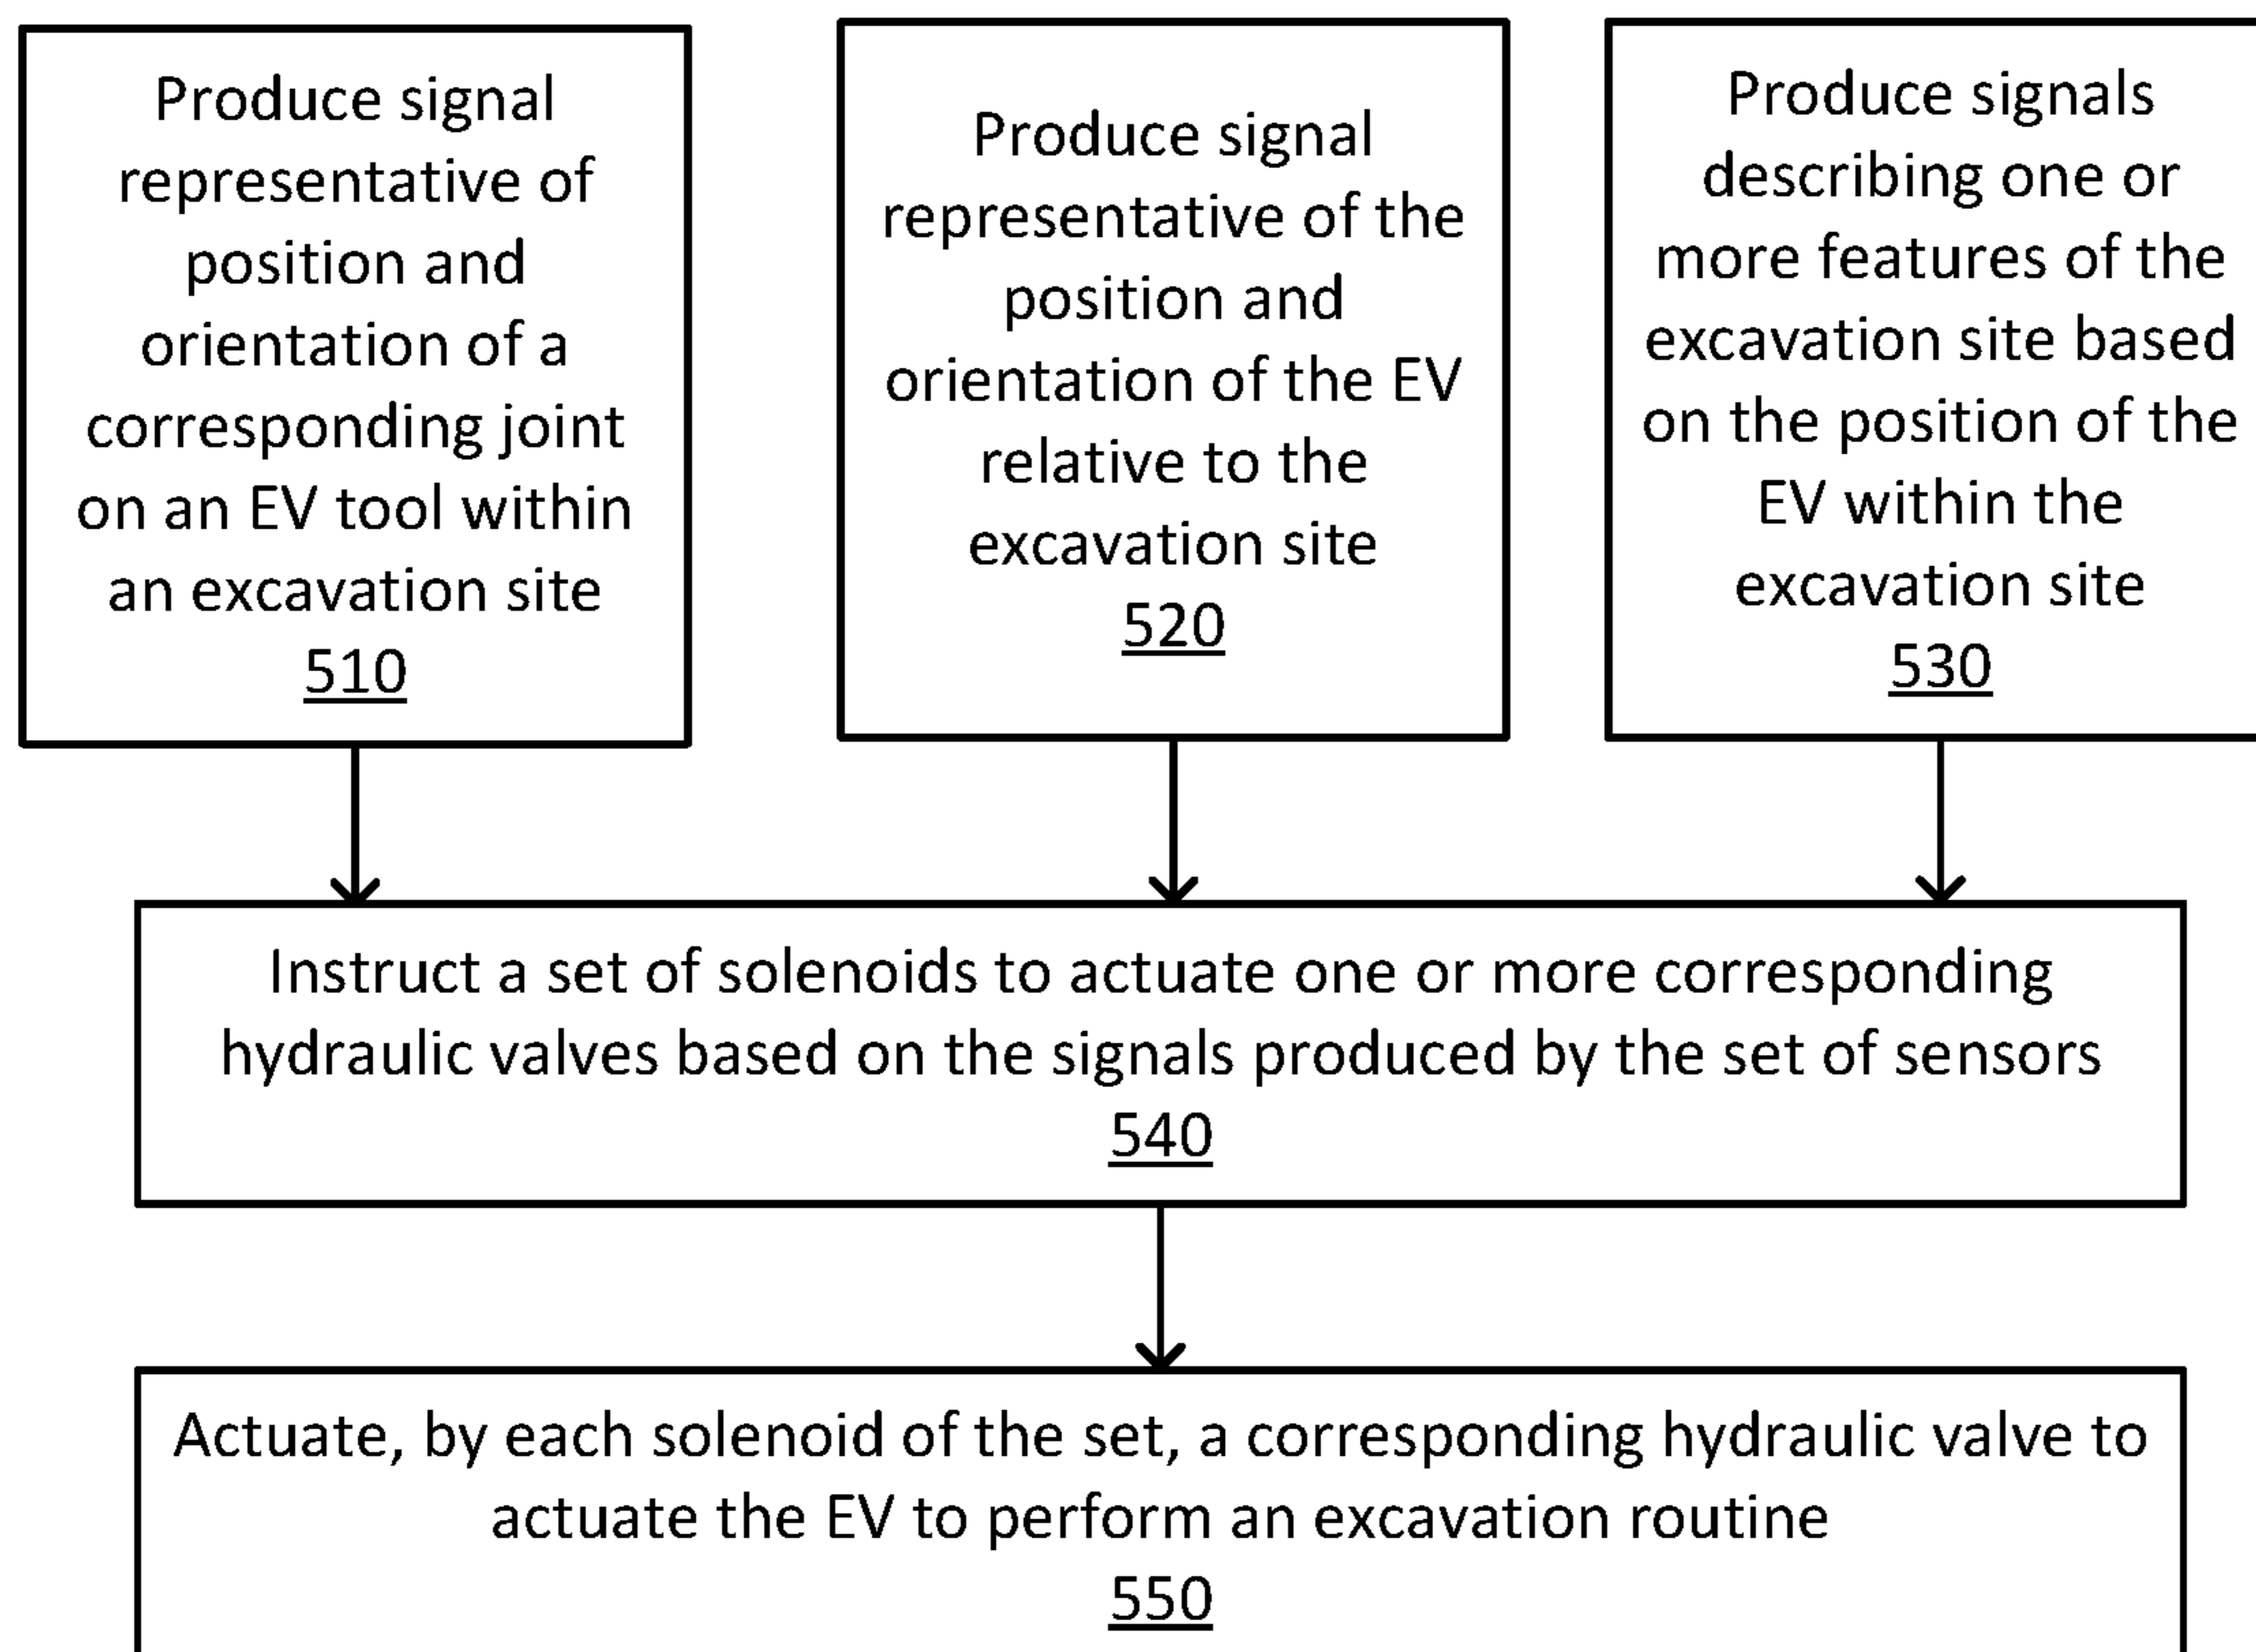 Produce signal
representative of
position and
orientation of a
corresponding joint
on an EV tool within
an excavation site
510
Produce signal
representative of the
position and
orientation of the EV
relative to the
excavation site
520
Produce signals
describing one or
more features of the
excavation site based
on the position of the
EV within the
excavation site
530
Instruct a set of solenoids to actuate one or more corresponding
hydraulic valves based on the signals produced by the set of sensors
540
Actuate, by each solenoid of the set, a corresponding hydraulic valve to
actuate the EV to perform an excavation routine
550